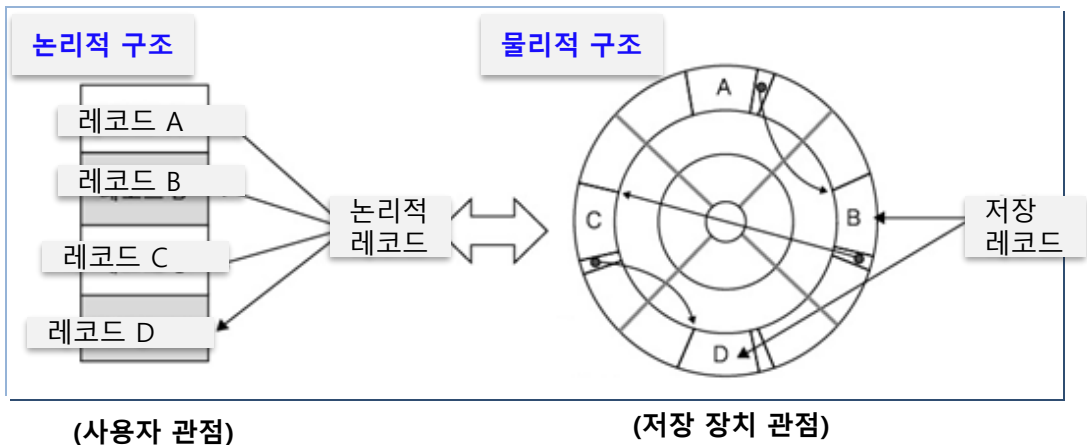 논리적 구조
물리적 구조
레코드 A
레코드 B
레코드 C
레코드 D
논리적
레코드
A
B
C
D
저장
레코드
(사용자 관점)
(저장 장치 관점)